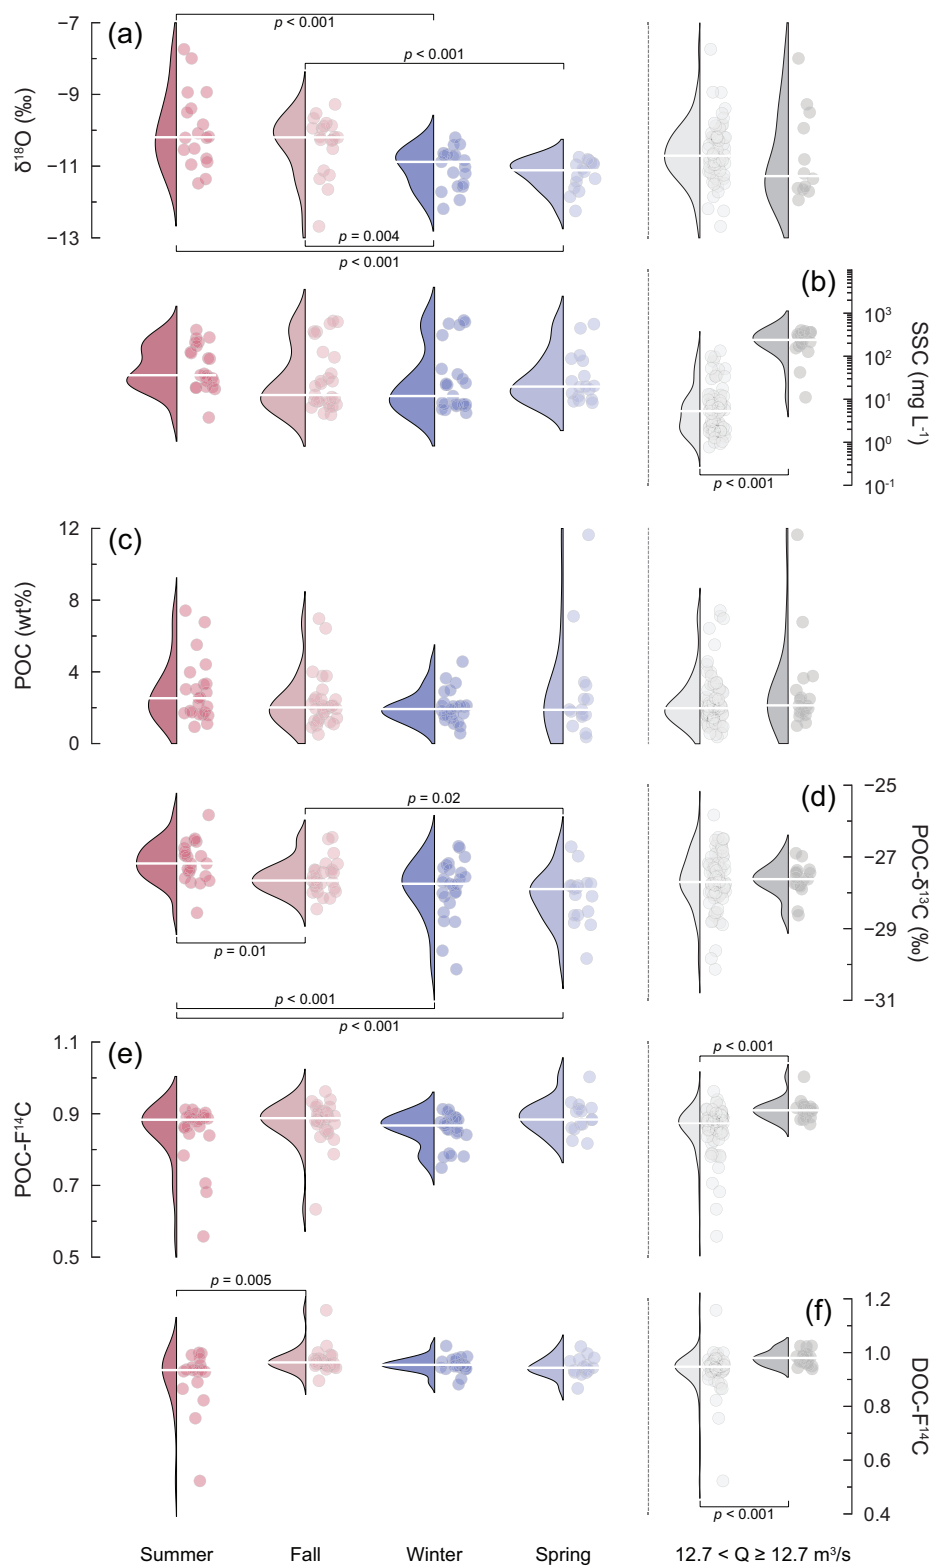 (a)
δ¹⁸O (‰)
−7
−9
−11
−13
p < 0.001
p < 0.001
p = 0.004
p < 0.001
(b)
SSC (mg L⁻¹)
10³
10²
10¹
10⁰
10⁻¹
p < 0.001
(c)
POC (wt%)
12
8
4
0
(d)
POC-δ¹³C (‰)
−25
−27
−29
−31
p = 0.02
p = 0.01
p < 0.001
p < 0.001
(e)
POC-F¹⁴C
1.1
0.9
0.7
0.5
p < 0.001
(f)
DOC-F¹⁴C
1.2
1.0
0.8
0.6
0.4
p = 0.005
p < 0.001
Summer Fall Winter Spring 12.7 < Q ≥ 12.7 m³/s